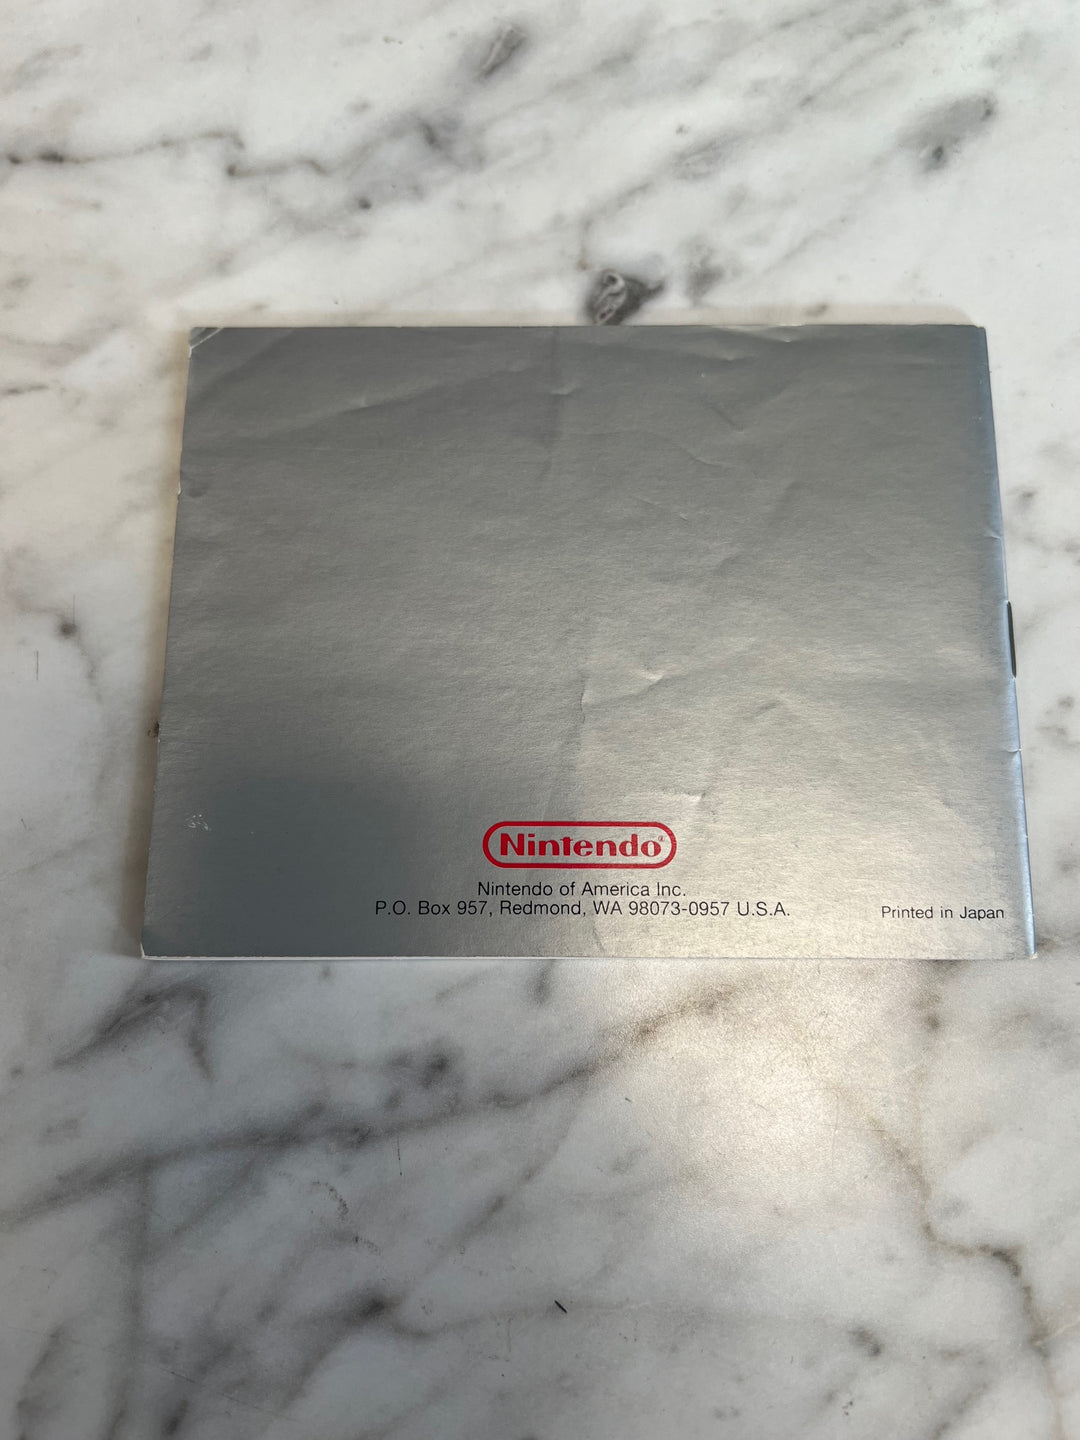 Nintendo®
Nintendo of America Inc.
P.O. Box 957, Redmond, WA 98073-0957 U.S.A.
Printed in Japan